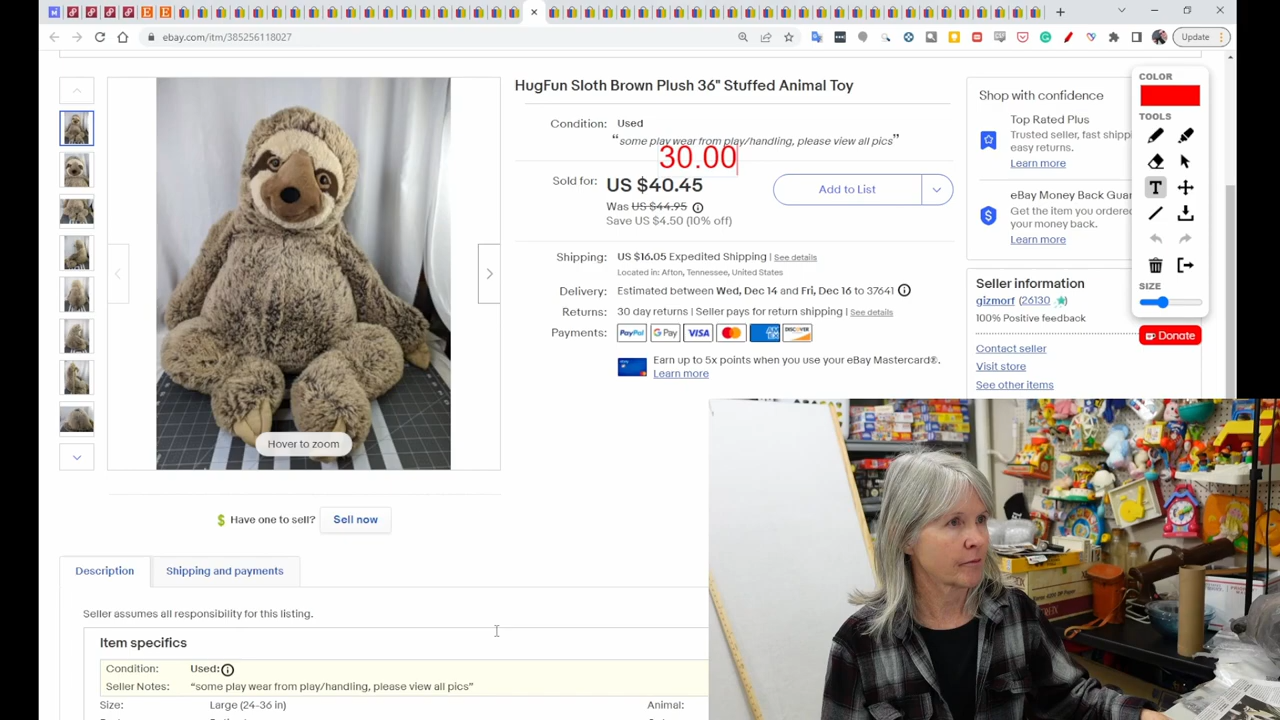 ebay.com/itm/385256118027
Update
HugFun Sloth Brown Plush 36" Stuffed Animal Toy
Condition: Used
“some play wear from play/handling, please view all pics”
30.00
Sold for: US $40.45
Was US $44.95
Save US $4.50 (10% off)
Add to List
Shipping: US $16.05 Expedited Shipping | See details
Located in: Afton, Tennessee, United States
Delivery: Estimated between Wed, Dec 14 and Fri, Dec 16 to 37641
Returns: 30 day returns | Seller pays for return shipping | See details
Payments: PayPal G Pay VISA DISCOVER
Earn up to 5x points when you use your eBay Mastercard®.
Learn more
Shop with confidence
Top Rated Plus
Trusted seller, fast shipp
easy returns.
Learn more
eBay Money Back Guar
Get the item you ordere
your money back.
Learn more
Seller information
gizmorf (26130
100% Positive feedback
Contact seller
Visit store
See other items
COLOR
TOOLS
T
SIZE
Donate
Hover to zoom
Have one to sell? Sell now
Description
Shipping and payments
Seller assumes all responsibility for this listing.
Item specifics
Condition: Used:
Seller Notes: “some play wear from play/handling, please view all pics”
Size: Large (24-36 in)
Animal: